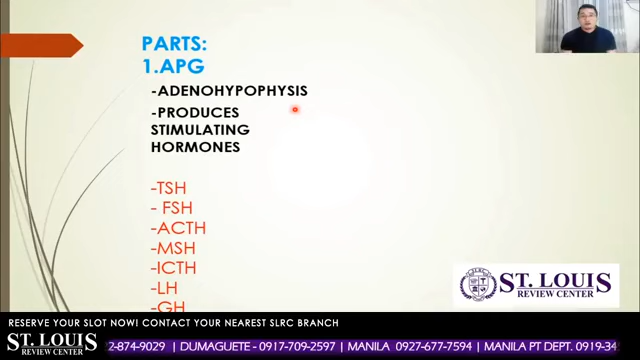 PARTS:
1.APG
-ADENOHYPOPHYSIS
-PRODUCES
STIMULATING
HORMONES
-TSH
- FSH
-ACTH
-MSH
-ICTH
-LH
-GH
ST. LOUIS
REVIEW CENTER
RESERVE YOUR SLOT NOW! CONTACT YOUR NEAREST SLRC BRANCH
ST. LOUIS
REVIEW CENTER
2-874-9029 | DUMAGUETE - 0917-709-2597 | MANILA 0927-677-7594 | MANILA PT DEPT. 0919-34